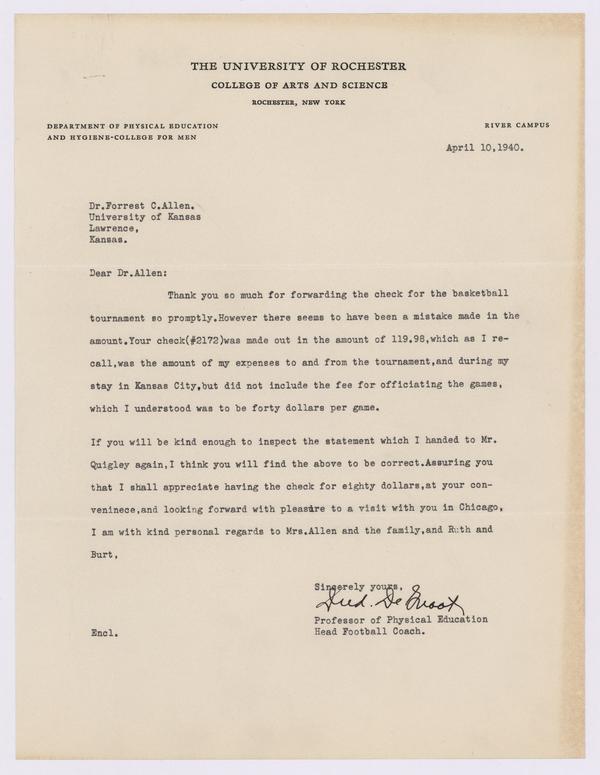 THE UNIVERSITY OF ROCHESTER
COLLEGE OF ARTS AND SCIENCE
ROCHESTER, NEW YORK
DEPARTMENT OF PHYSICAL EDUCATION
AND HYGIENE-COLLEGE FOR MEN
RIVER CAMPUS
April 10,1940.
Dr.Forrest C.Allen.
University of Kansas
Lawrence,
Kansas.
Dear Dr.Allen:
Thank you so much for forwarding the check for the basketball
tournament so promptly.However there seems to have been a mistake made in the
amount.Your check(#2172)was made out in the amount of 119.98,which as I re-
call,was the amount of my expenses to and from the tournament,and during my
stay in Kansas City,but did not include the fee for officiating the games,
which I understood was to be forty dollars per game.
If you will be kind enough to inspect the statement which I handed to Mr.
Quigley again,I think you will find the above to be correct.Assuring you
that I shall appreciate having the check for eighty dollars,at your con-
veninece,and looking forward with pleasure to a visit with you in Chicago,
I am with kind personal regards to Mrs.Allen and the family,and Ruth and
Burt,
Sincerely yours,
Dud. De Groot
Professor of Physical Education
Head Football Coach.
Encl.